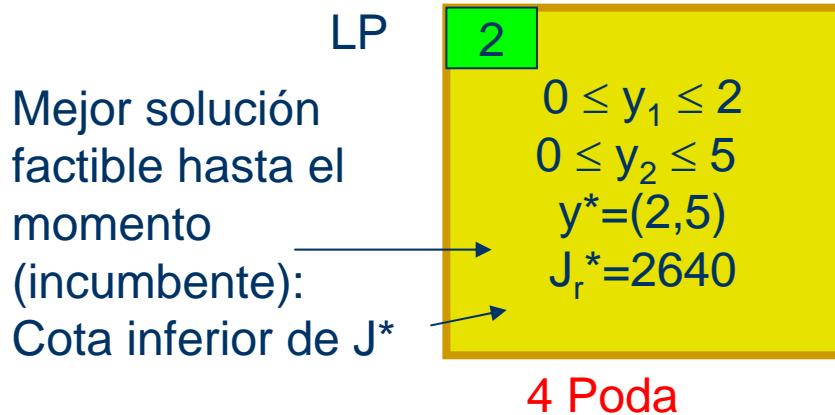 LP
2
Mejor solución
factible hasta el
momento
(incumbente):
Cota inferior de J*
0 ≤ y₁ ≤ 2
0 ≤ y₂ ≤ 5
y*=(2,5)
Jᵣ*=2640
4 Poda